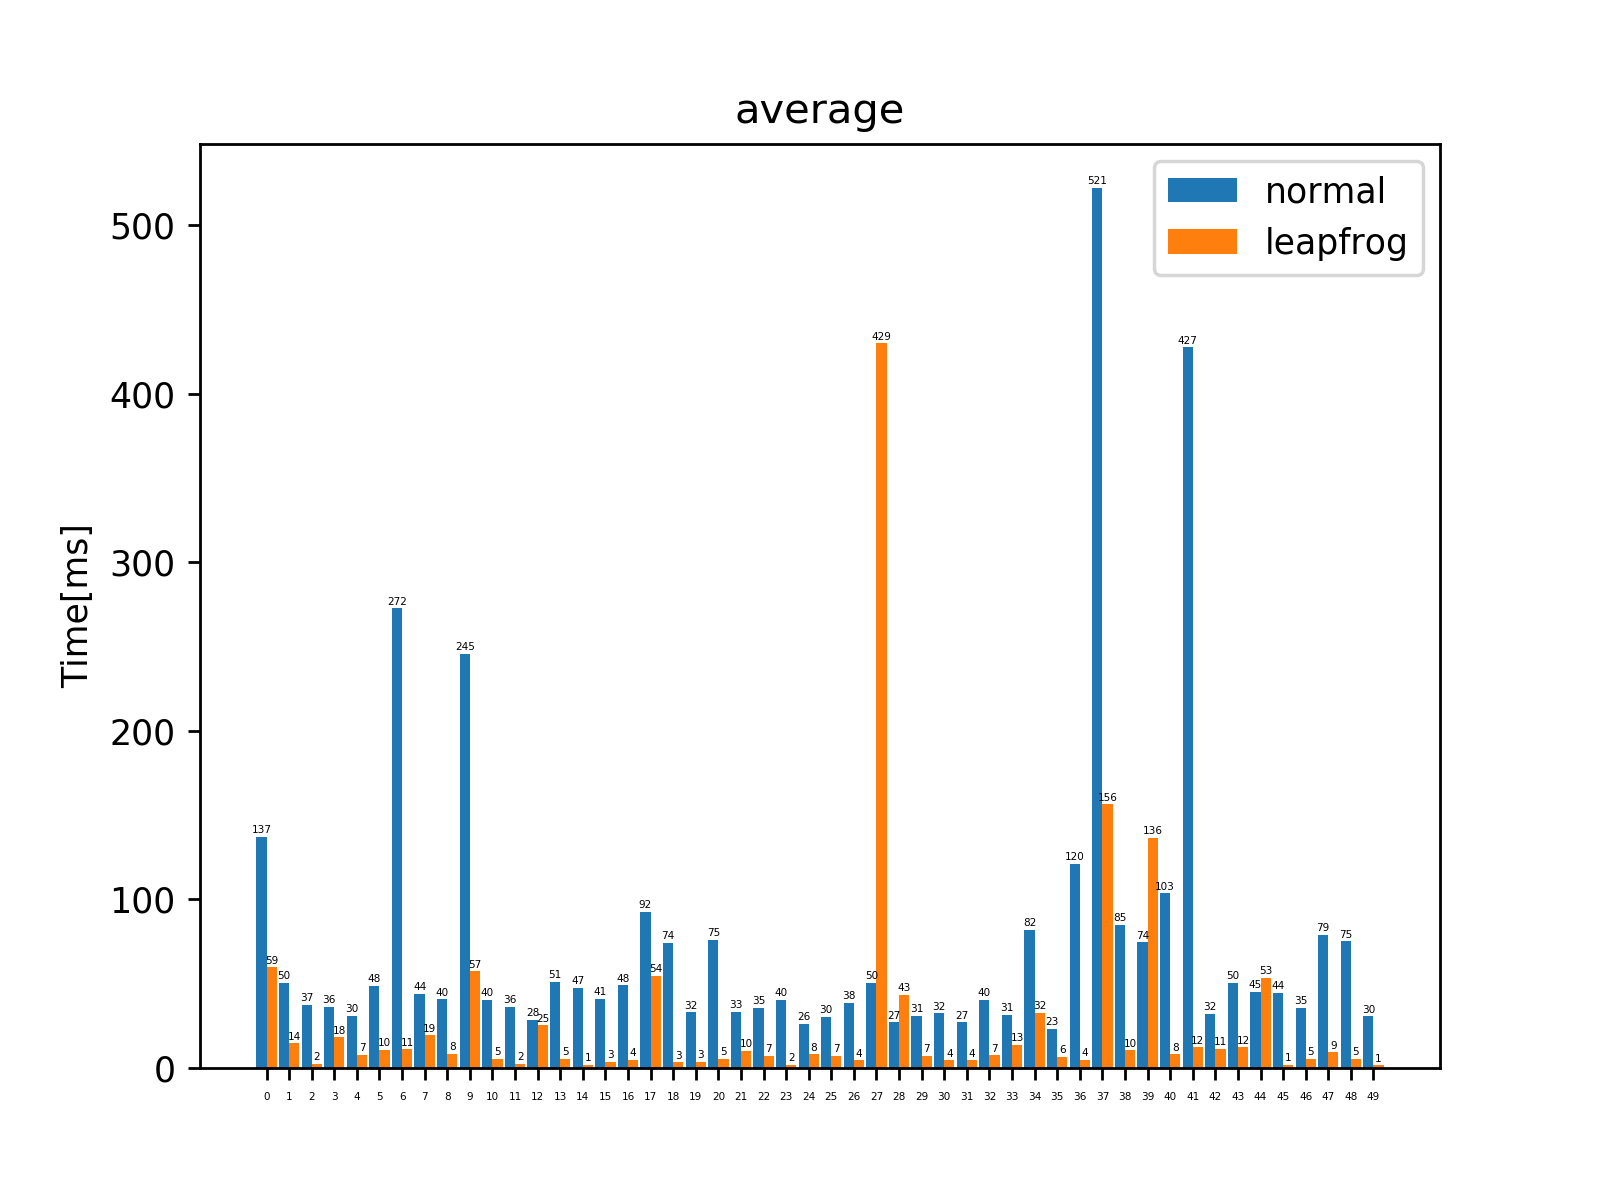 average
normal
leapfrog
Time[ms]
500
400
300
200
100
0
137 50 37 36 30 48 272 44 40 245 40 36 28 51 47 41 48 92 74 32 75 33 35 40 26 30 38 50 27 31 32 27 40 31 82 23 120 521 85 74 103 427 32 50 45 44 35 79 75 30
59 14 2 18 7 10 11 19 8 57 5 2 25 5 1 3 4 54 3 3 5 10 7 2 8 7 4 429 43 7 4 4 7 13 32 6 4 156 10 136 8 12 11 12 53 1 5 9 5 1
0 1 2 3 4 5 6 7 8 9 10 11 12 13 14 15 16 17 18 19 20 21 22 23 24 25 26 27 28 29 30 31 32 33 34 35 36 37 38 39 40 41 42 43 44 45 46 47 48 49